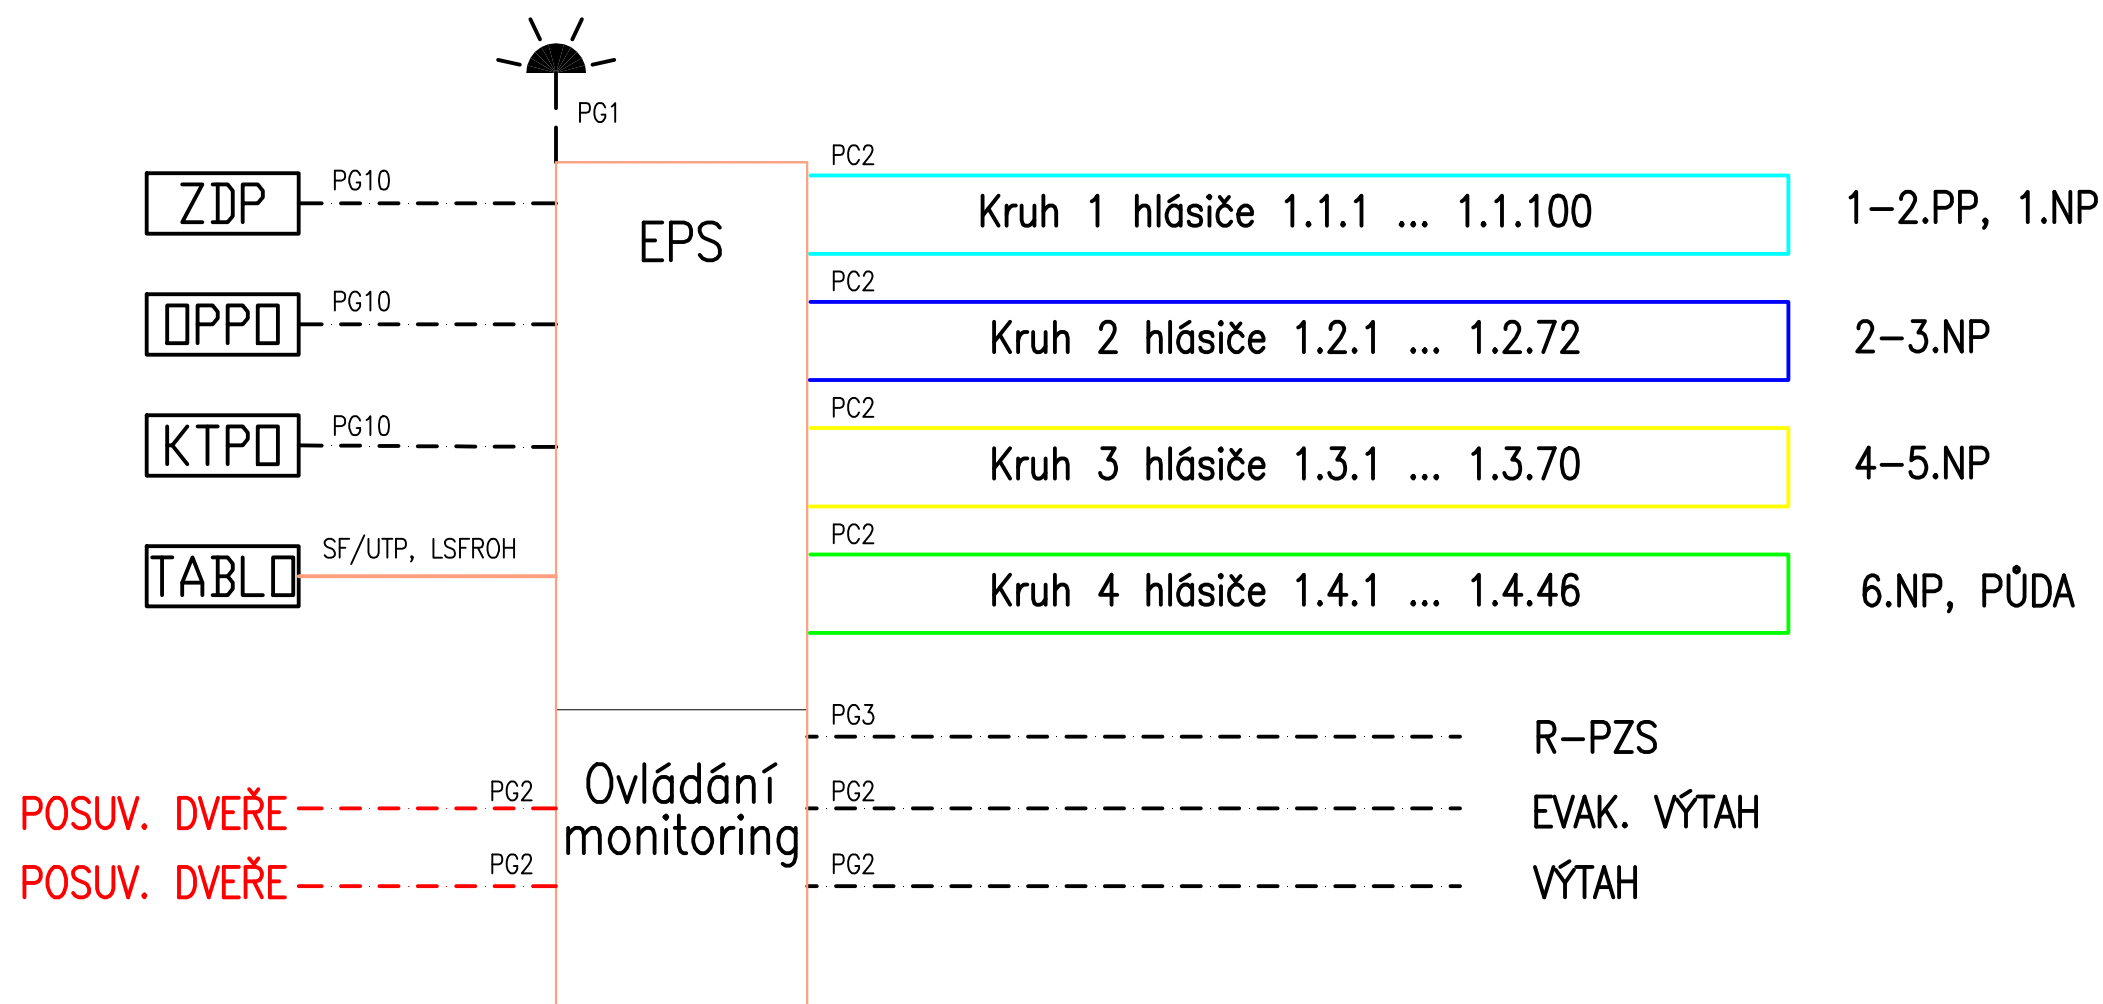 PG1
ZDP
PG10
OPPO
PG10
KTPO
PG10
TABLO
SF/UTP, LSFROH
EPS
PC2
Kruh 1 hlásiče 1.1.1 ... 1.1.100
1-2.PP, 1.NP
PC2
Kruh 2 hlásiče 1.2.1 ... 1.2.72
2-3.NP
PC2
Kruh 3 hlásiče 1.3.1 ... 1.3.70
4-5.NP
PC2
Kruh 4 hlásiče 1.4.1 ... 1.4.46
6.NP, PŮDA
Ovládání
monitoring
POSUV. DVEŘE
PG2
POSUV. DVEŘE
PG2
PG3
R-PZS
PG2
EVAK. VÝTAH
PG2
VÝTAH